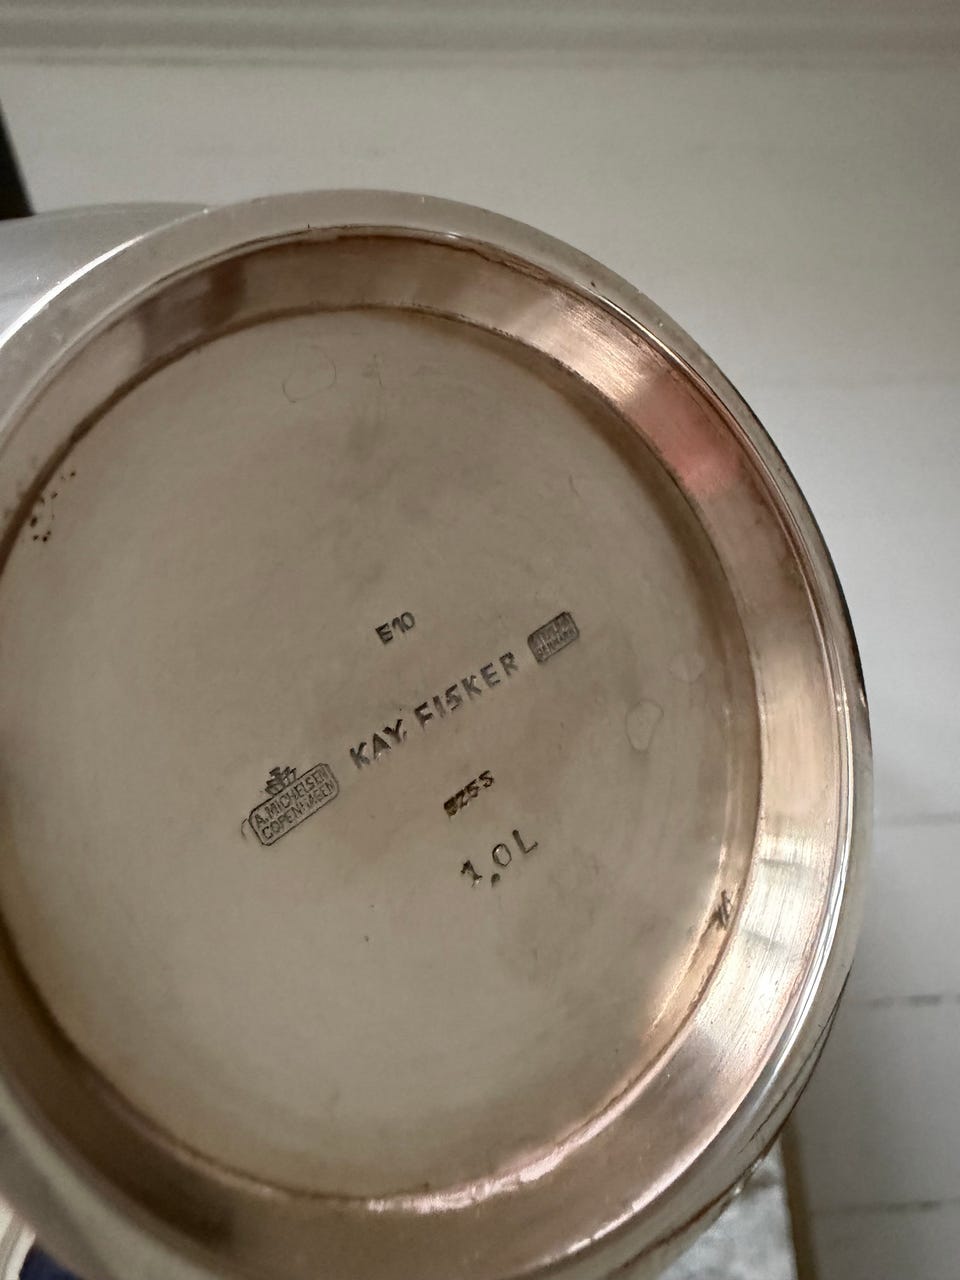 E10
KAY FISKER
A.MICHELSEN
COPENHAGEN
925S
1.0L